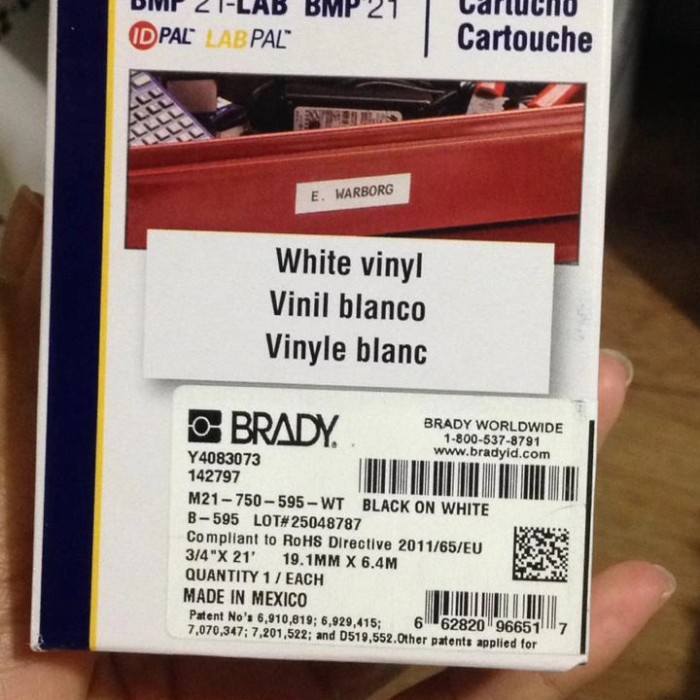 BMP 21-LAB BMP 21
IDPAL™ LABPAL™
Cartucho
Cartouche
E. WARBORG
White vinyl
Vinil blanco
Vinyle blanc
BRADY®
BRADY WORLDWIDE
1-800-537-8791
www.bradyid.com
Y4083073
142797
M21-750-595-WT BLACK ON WHITE
B-595 LOT#25048787
Compliant to RoHS Directive 2011/65/EU
3/4"X 21' 19.1MM X 6.4M
QUANTITY 1 / EACH
MADE IN MEXICO
Patent No's 6,910,819; 6,929,415;
7,070,347; 7,201,522; and D519,552.Other patents applied for
6 62820 96651 7